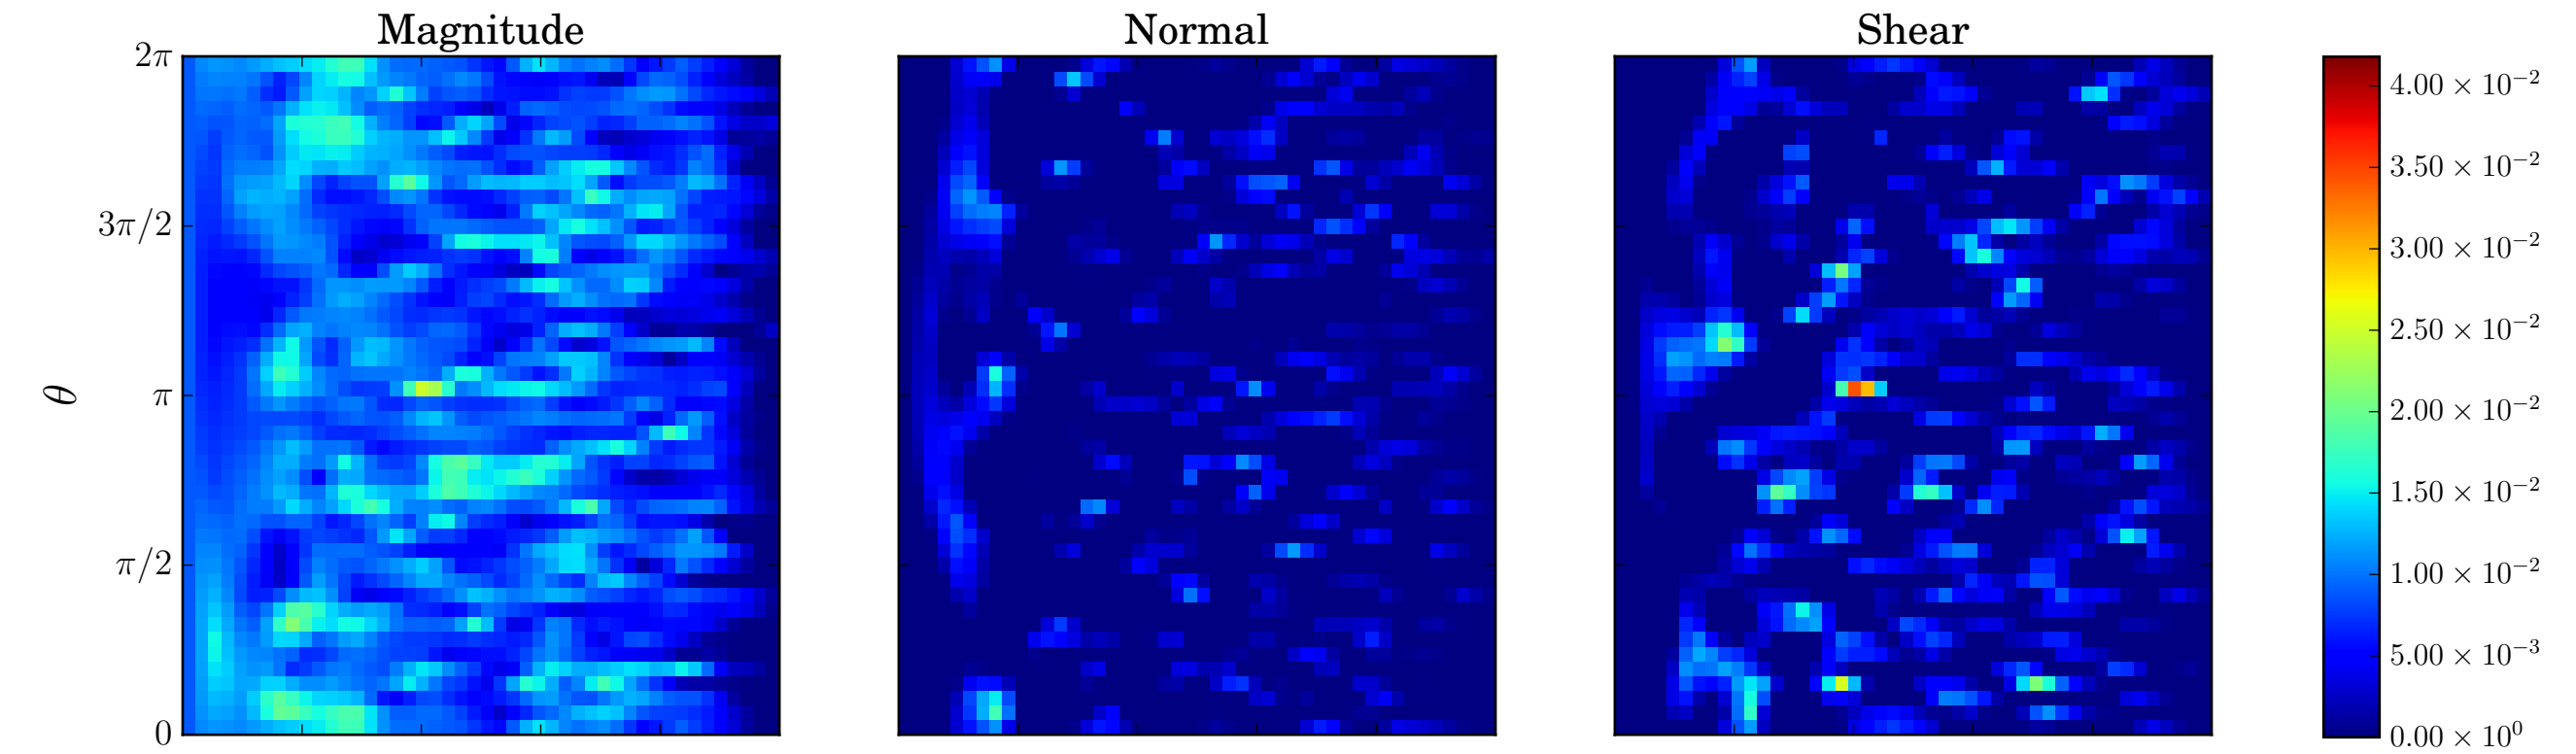 Magnitude
Normal
Shear
2π
3π/2
π
π/2
0
θ
4.00 × 10⁻²
3.50 × 10⁻²
3.00 × 10⁻²
2.50 × 10⁻²
2.00 × 10⁻²
1.50 × 10⁻²
1.00 × 10⁻²
5.00 × 10⁻³
0.00 × 10⁰